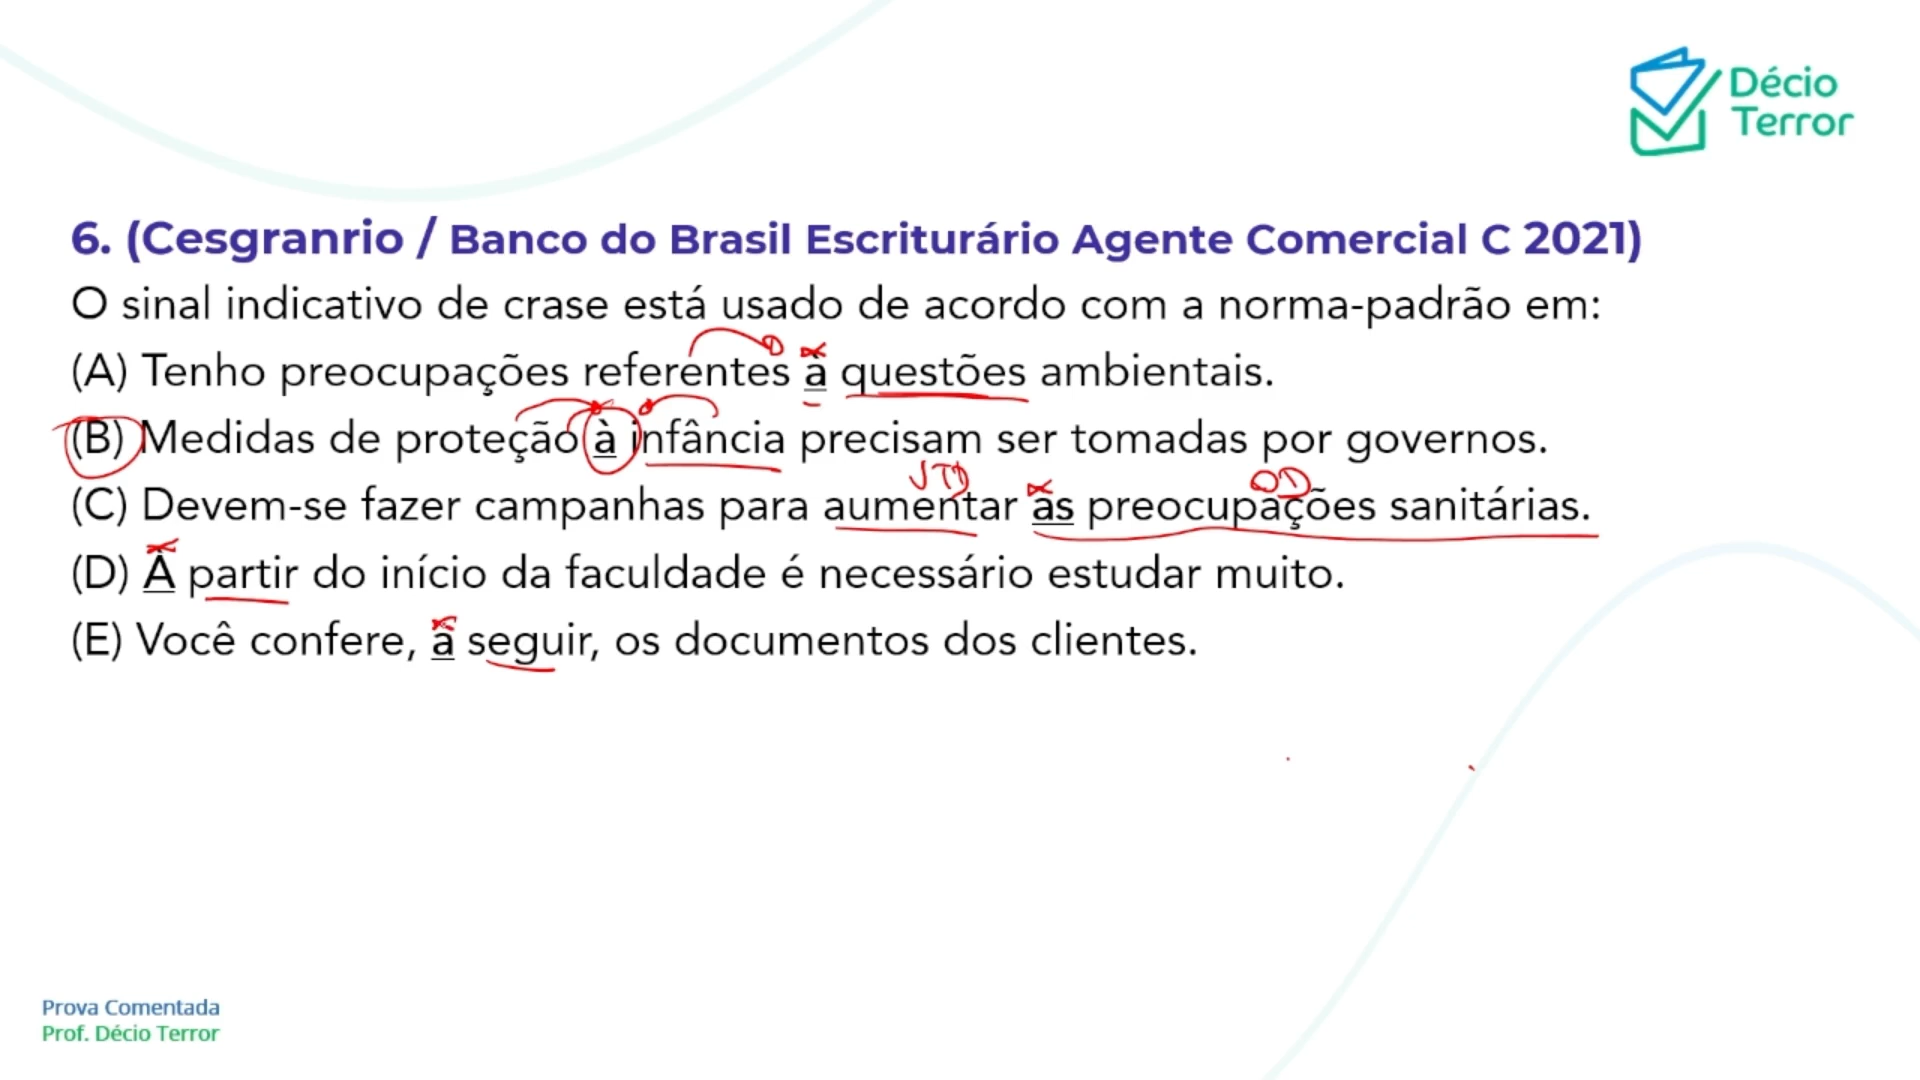 Décio
Terror
6. (Cesgranrio / Banco do Brasil Escriturário Agente Comercial C 2021)
O sinal indicativo de crase está usado de acordo com a norma-padrão em:
(A) Tenho preocupações referentes à questões ambientais.
(B) Medidas de proteção à infância precisam ser tomadas por governos.
VTD OD
(C) Devem-se fazer campanhas para aumentar às preocupações sanitárias.
(D) À partir do início da faculdade é necessário estudar muito.
(E) Você confere, à seguir, os documentos dos clientes.
Prova Comentada
Prof. Décio Terror